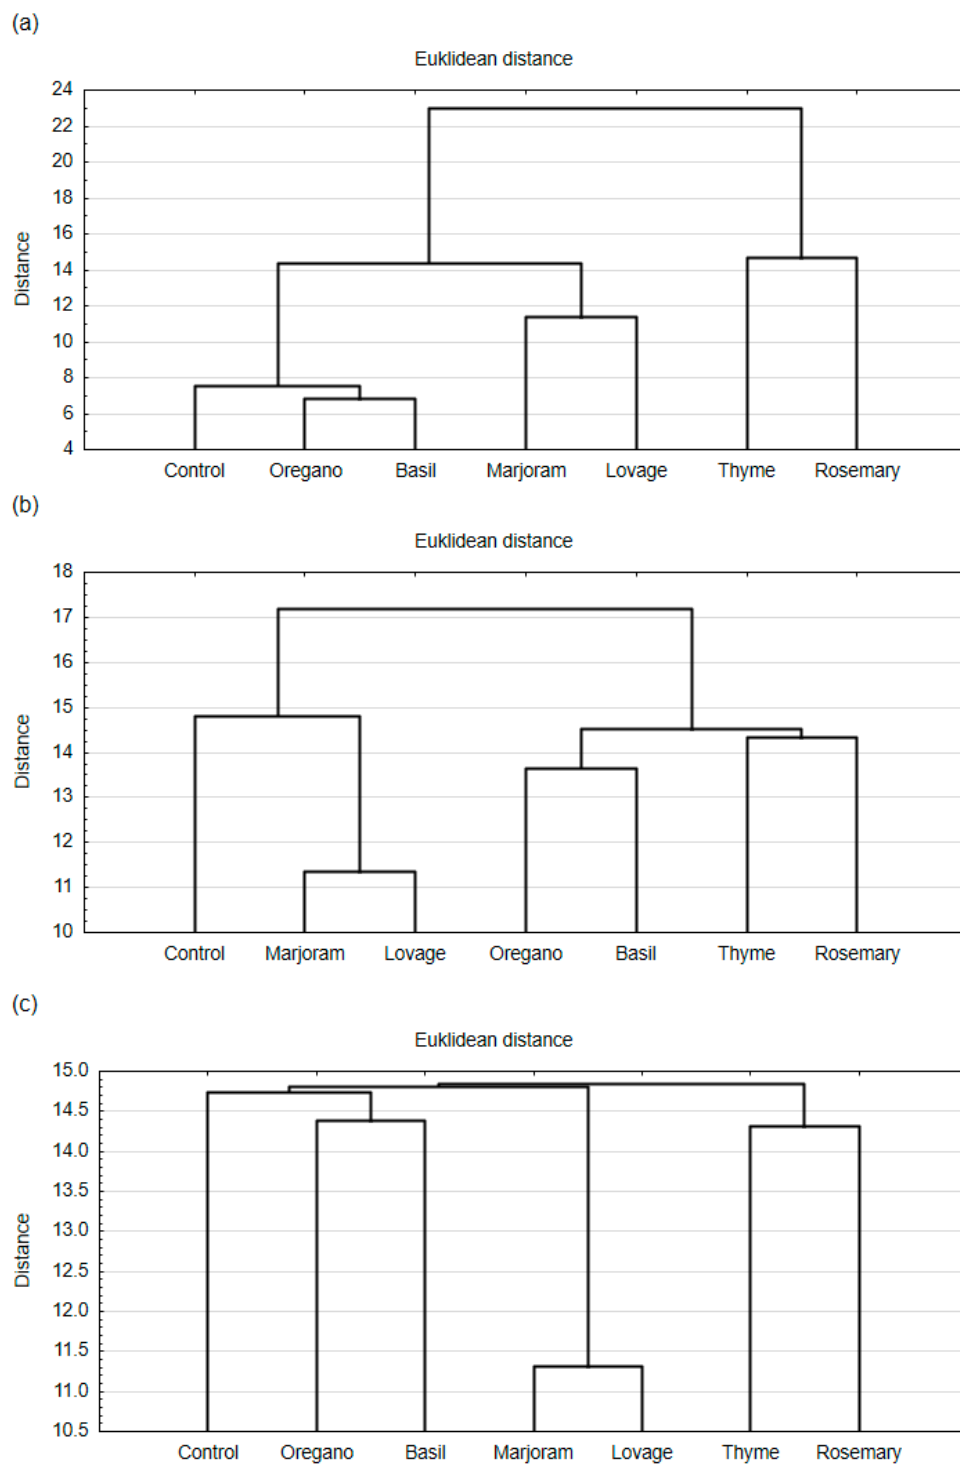 (a)
Euklidean distance
24
22
20
18
16
14
12
10
8
6
4
Distance
Control Oregano Basil Marjoram Lovage Thyme Rosemary
(b)
Euklidean distance
18
17
16
15
14
13
12
11
10
Distance
Control Marjoram Lovage Oregano Basil Thyme Rosemary
(c)
Euklidean distance
15.0
14.5
14.0
13.5
13.0
12.5
12.0
11.5
11.0
10.5
Distance
Control Oregano Basil Marjoram Lovage Thyme Rosemary